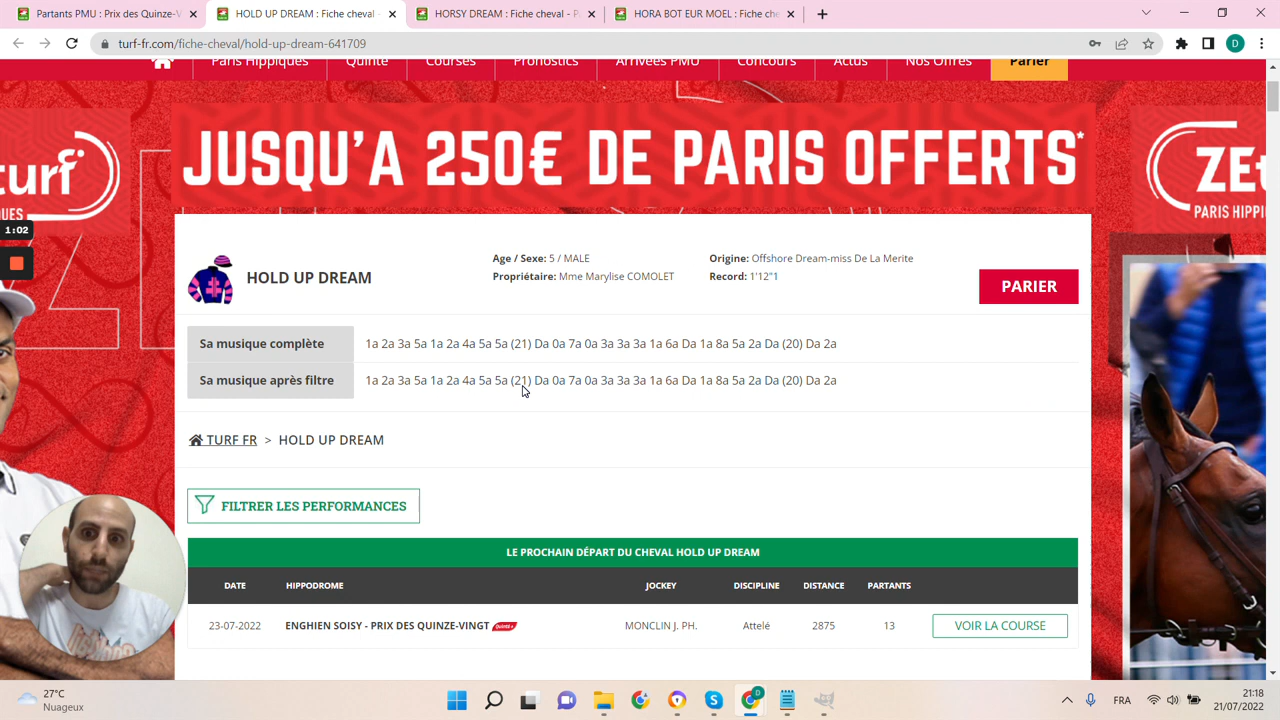 Partants PMU : Prix des Quinze-V
HOLD UP DREAM : Fiche cheval -
HORSY DREAM : Fiche cheval - P
HORA BOT EUR MOEL : Fiche che
turf-fr.com/fiche-cheval/hold-up-dream-641709
D
Paris Hippiques
Quinté
Courses
Pronostics
Arrivées PMU
Concours
Actus
Nos Offres
Parier
JUSQU'A 250€ DE PARIS OFFERTS*
turf
QUES
ZEt
PARIS HIPPI
1:02
HOLD UP DREAM
Age / Sexe: 5 / MALE
Propriétaire: Mme Marylise COMOLET
Origine: Offshore Dream-miss De La Merite
Record: 1'12"1
PARIER
Sa musique complète 1a 2a 3a 5a 1a 2a 4a 5a 5a (21) Da 0a 7a 0a 3a 3a 3a 1a 6a Da 1a 8a 5a 2a Da (20) Da 2a
Sa musique après filtre 1a 2a 3a 5a 1a 2a 4a 5a 5a (21) Da 0a 7a 0a 3a 3a 3a 1a 6a Da 1a 8a 5a 2a Da (20) Da 2a
TURF FR > HOLD UP DREAM
FILTRER LES PERFORMANCES
LE PROCHAIN DÉPART DU CHEVAL HOLD UP DREAM
DATE HIPPODROME JOCKEY DISCIPLINE DISTANCE PARTANTS
23-07-2022 ENGHIEN SOISY - PRIX DES QUINZE-VINGT Quinté+ MONCLIN J. PH. Attelé 2875 13 VOIR LA COURSE
27°C
Nuageux
D
FRA
21:18
21/07/2022